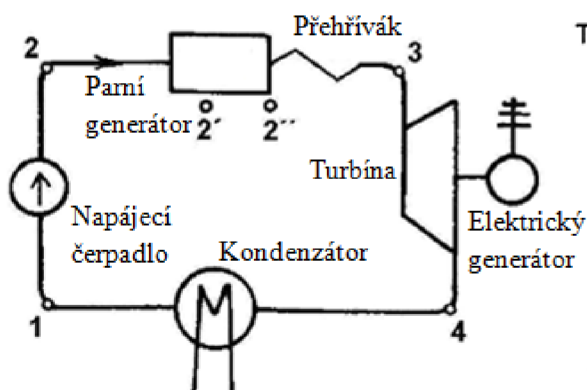 Přehřívák
2
3
T
Parní
generátor
2´
2´´
Turbína
Napájecí
čerpadlo
Kondenzátor
Elektrický
generátor
1
4